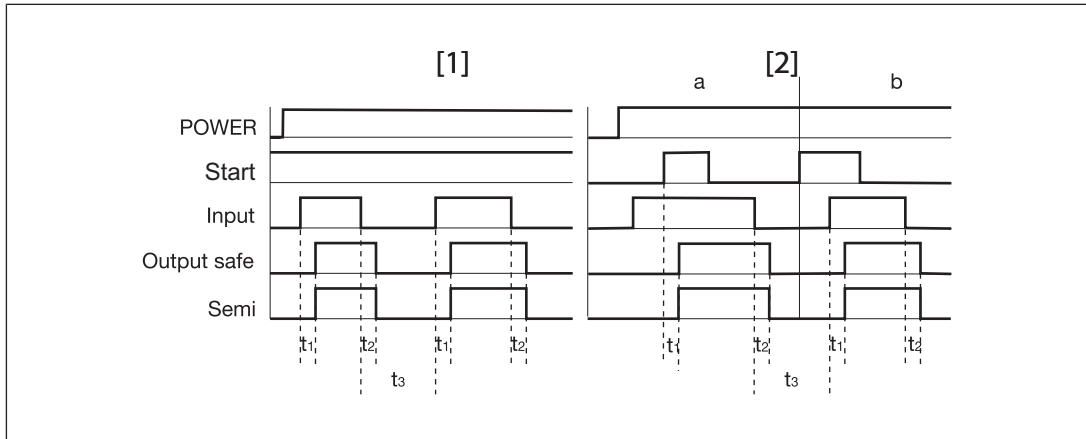 [1]
[2]
a
b
POWER
Start
Input
Output safe
Semi
t1 t2 t1 t2
t1 t2 t1 t2
t3
t3